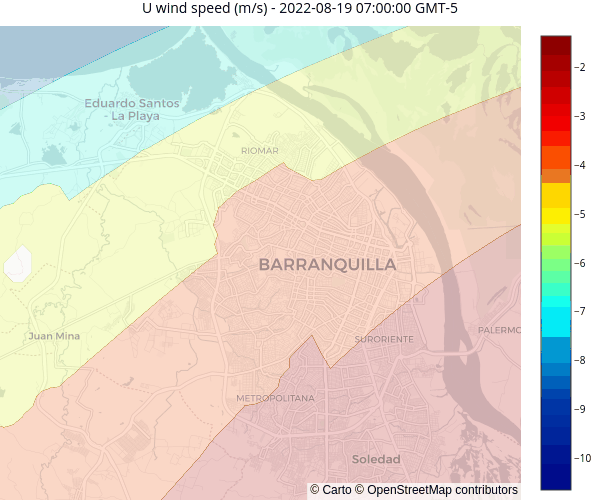 U wind speed (m/s) - 2022-08-19 07:00:00 GMT-5
Eduardo Santos
- La Playa
RIOMAR
BARRANQUILLA
Juan Mina
SURORIENTE
PALERMO
METROPOLITANA
Soledad
© Carto © OpenStreetMap contributors
−2
−3
−4
−5
−6
−7
−8
−9
−10